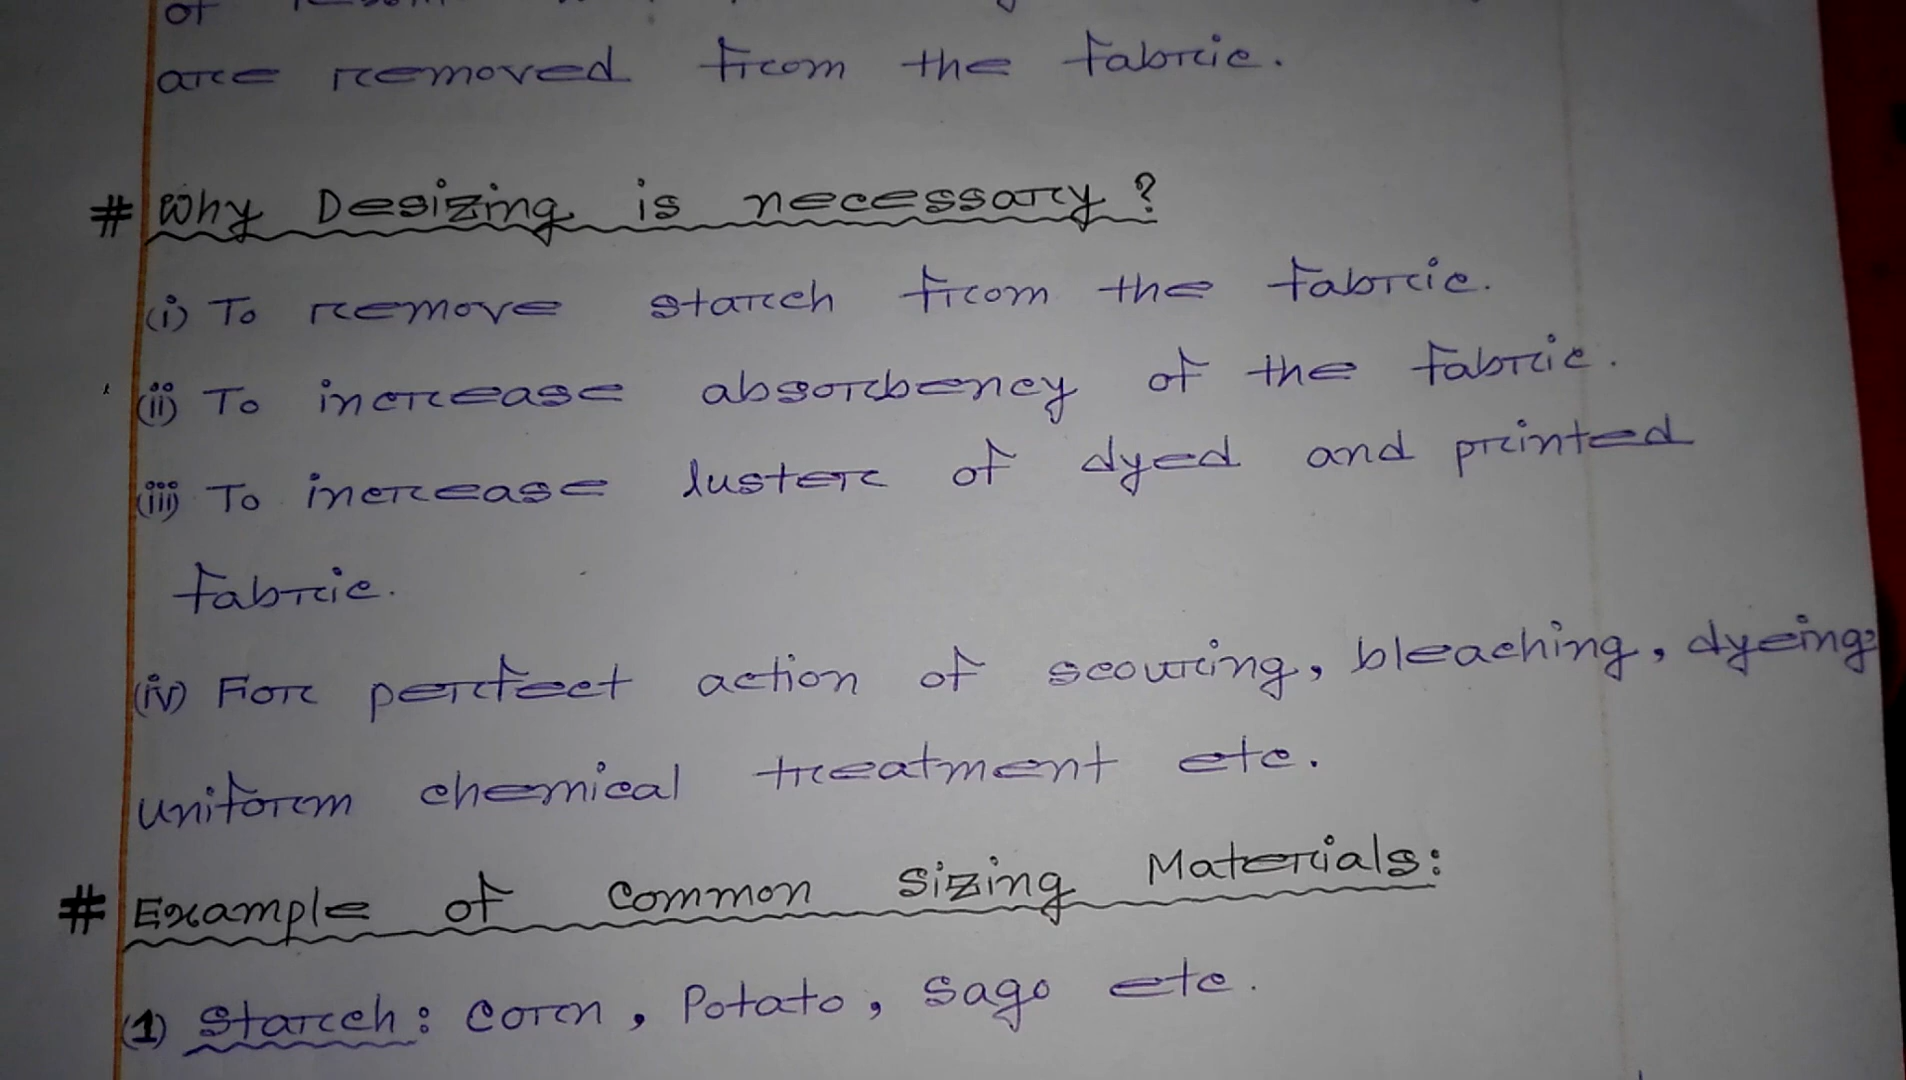 of
are removed from the fabric.
# Why Desizing is necessary?
(i) To remove starch from the fabric.
(ii) To increase absorbency of the fabric.
(iii) To increase luster of dyed and printed
fabric.
(iv) For perfect action of scouring, bleaching, dyeing,
uniform chemical treatment etc.
# Example of Common Sizing Materials:
(1) Starch: Corn, Potato, Sago etc.